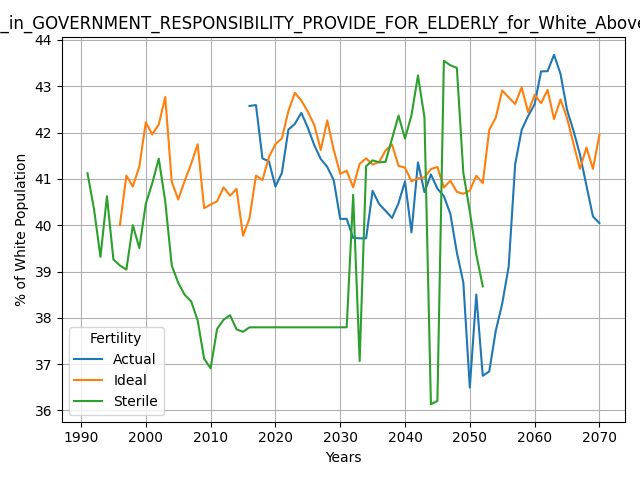 _in_GOVERNMENT_RESPONSIBILITY_PROVIDE_FOR_ELDERLY_for_White_Above
44
43
42
41
40
39
38
37
36
% of White Population
Fertility
Actual
Ideal
Sterile
1990 2000 2010 2020 2030 2040 2050 2060 2070
Years